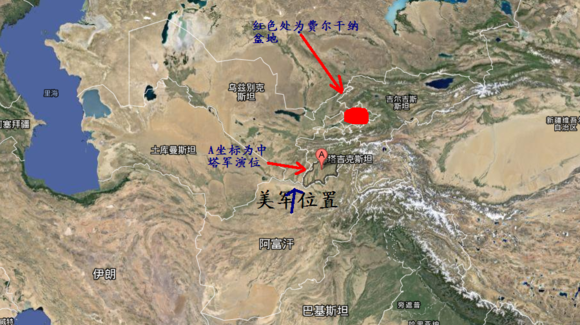 红色处为费尔干纳
盆地
乌兹别克
斯坦
吉尔吉斯
斯坦
里海
新疆维吾
自治区
塞拜疆
土库曼斯坦
A坐标为中
塔军演位
A
塔吉克斯坦
美军位置
阿富汗
伊朗
旁遮普
巴基斯坦